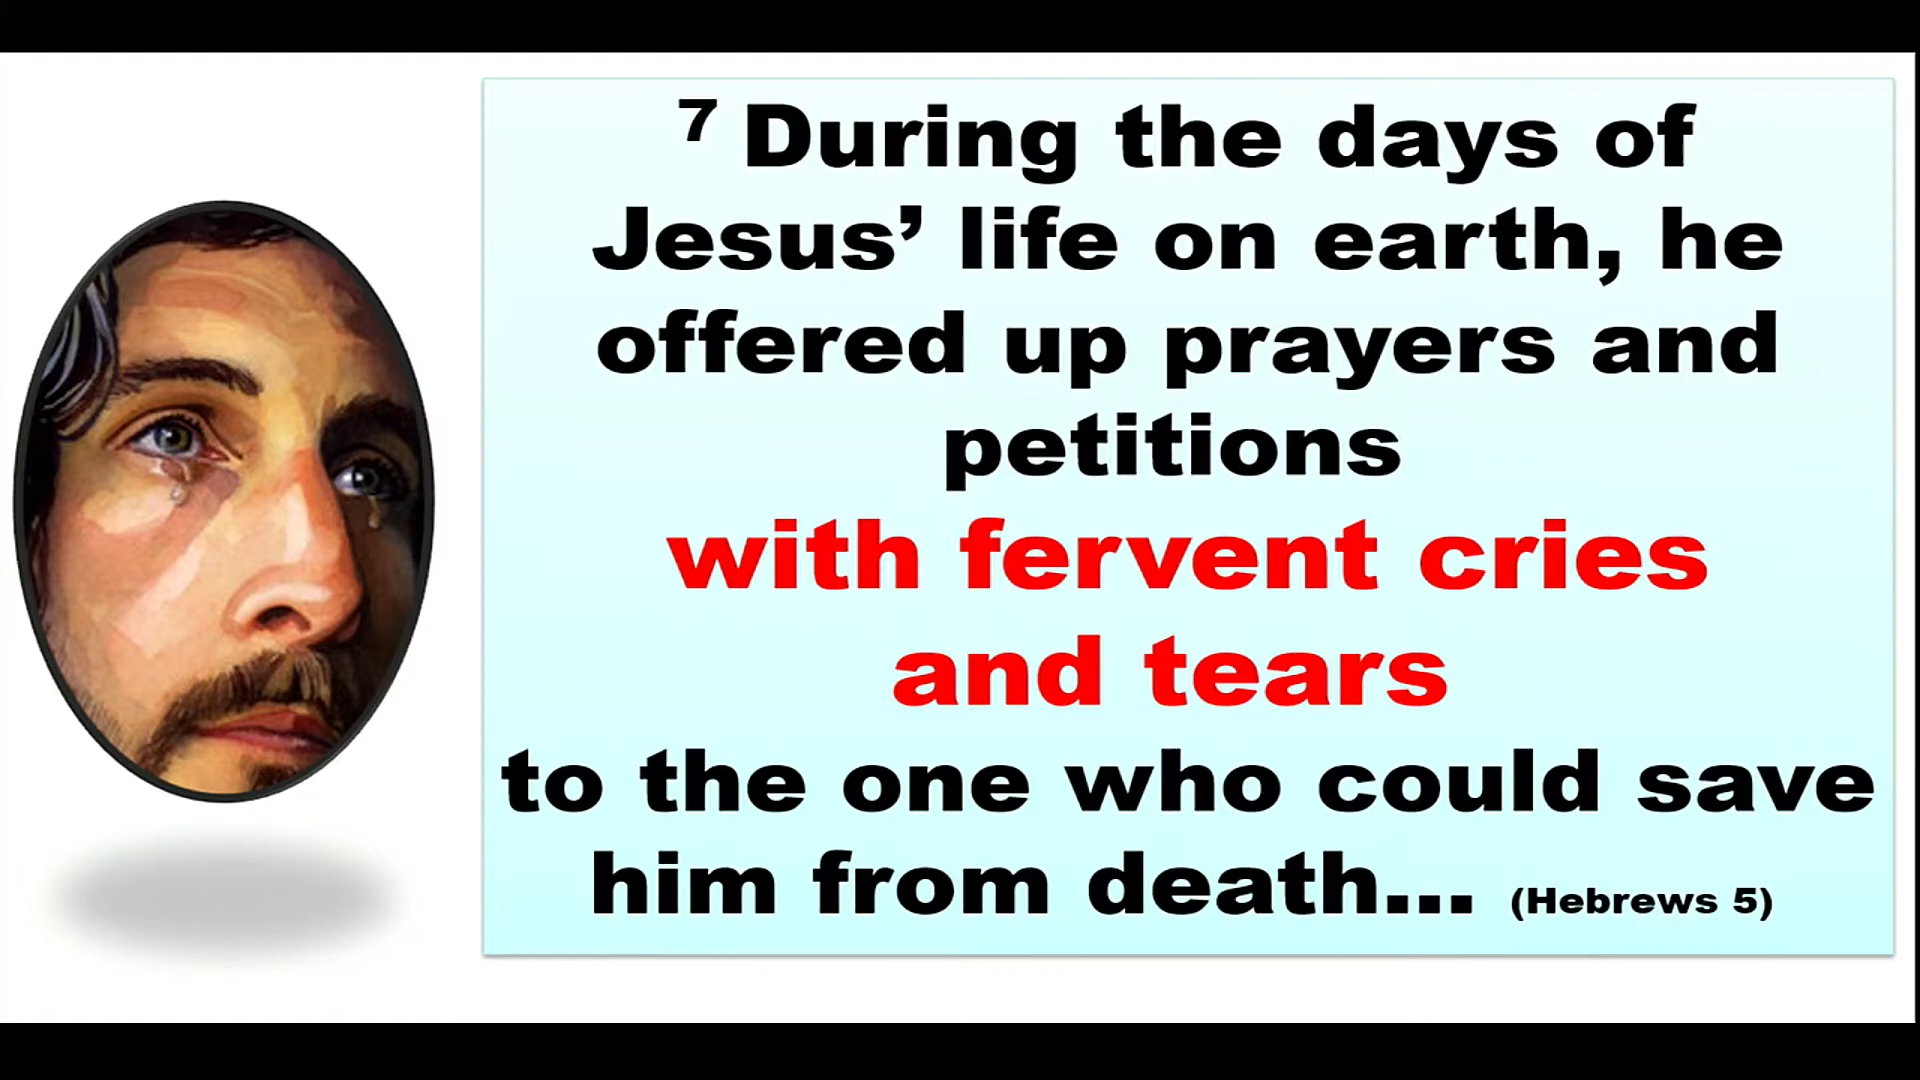 7 During the days of
Jesus’ life on earth, he
offered up prayers and
petitions
with fervent cries
and tears
to the one who could save
him from death... (Hebrews 5)